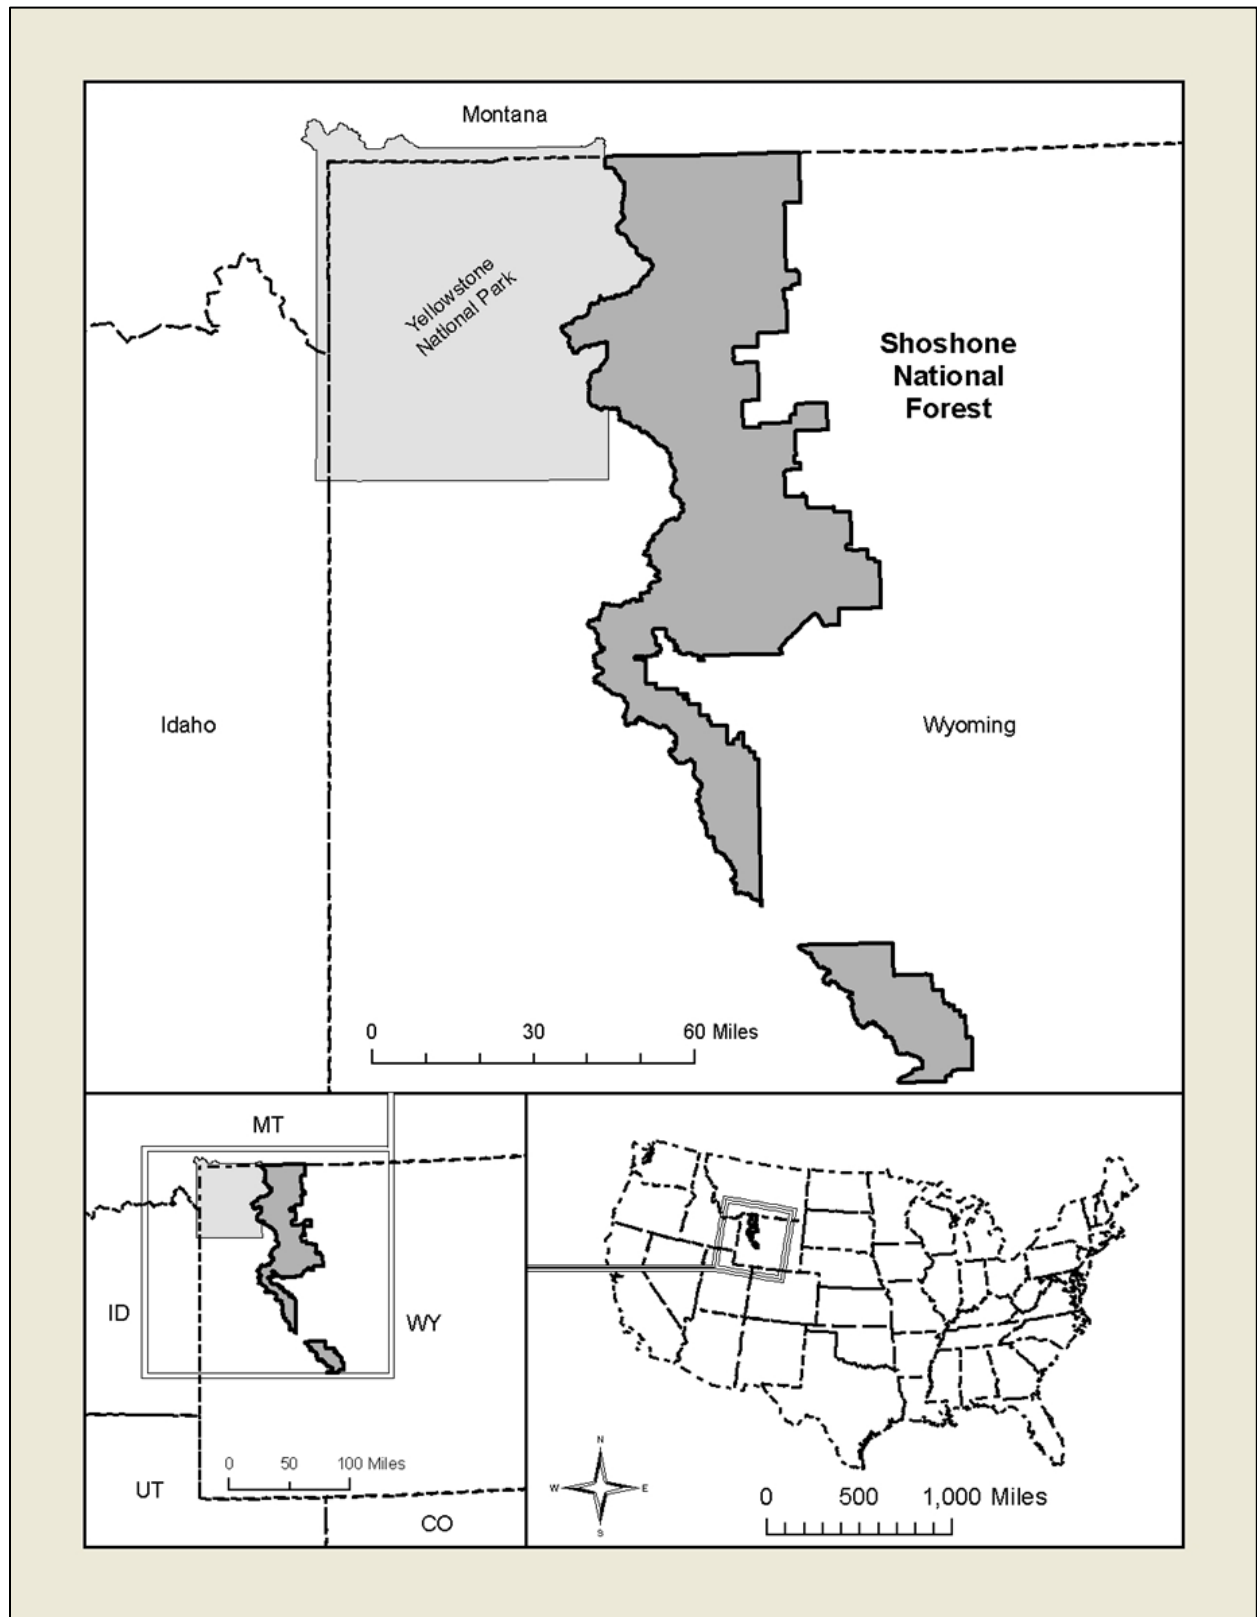 Montana
Yellowstone
National Park
Shoshone
National
Forest
Idaho
Wyoming
0 30 60 Miles
MT
ID
WY
0 50 100 Miles
UT
CO
N
W E
S
0 500 1,000 Miles